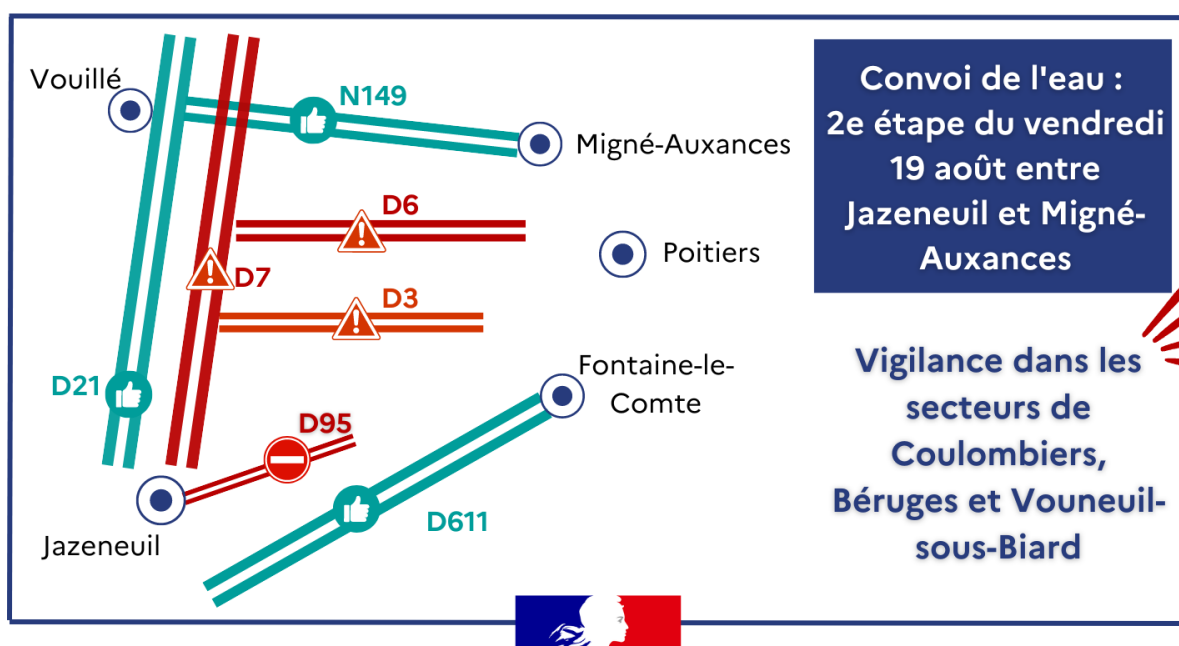 Vouillé
N149
Migné-Auxances
D6
Poitiers
D7
D3
D21
Fontaine-le-
Comte
D95
D611
Jazeneuil
Convoi de l'eau :
2e étape du vendredi
19 août entre
Jazeneuil et Migné-
Auxances
Vigilance dans les
secteurs de
Coulombiers,
Béruges et Vouneuil-
sous-Biard